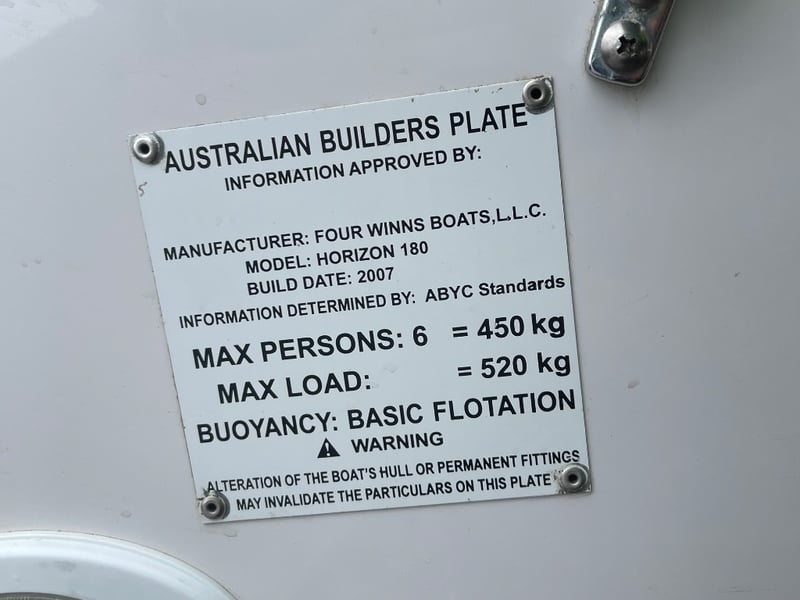 AUSTRALIAN BUILDERS PLATE
INFORMATION APPROVED BY:
MANUFACTURER: FOUR WINNS BOATS,L.L.C.
MODEL: HORIZON 180
BUILD DATE: 2007
INFORMATION DETERMINED BY: ABYC Standards
MAX PERSONS: 6 = 450 kg
MAX LOAD: = 520 kg
BUOYANCY: BASIC FLOTATION
WARNING
ALTERATION OF THE BOAT'S HULL OR PERMANENT FITTINGS
MAY INVALIDATE THE PARTICULARS ON THIS PLATE